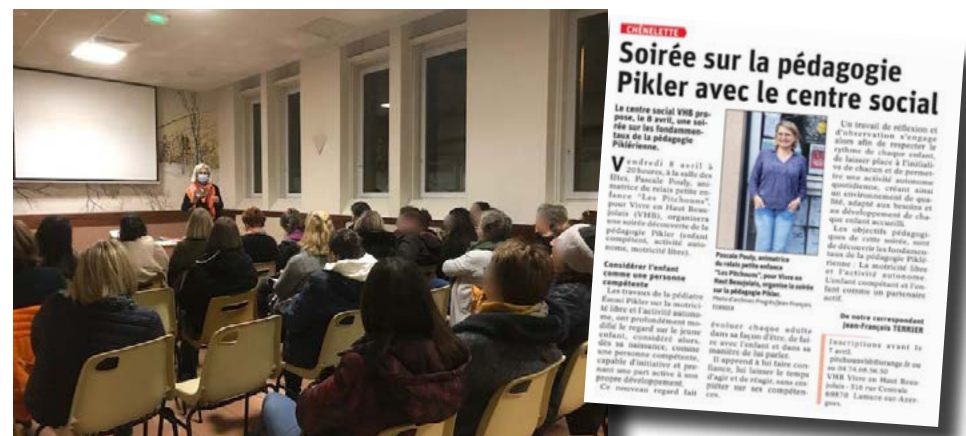 CHÊNELETTE
Soirée sur la pédagogie
Pikler avec le centre social
Le centre social VHB pro-
pose, le 8 avril, une soi-
rée sur les fondammen-
taux de la pédagogie
Piklérienne.
Vendredi 8 avril à
20 heures, à la salle des
fêtes, Pascale Pouly, ani-
matrice du relais petite en-
fance "Les Pitchouns",
pour Vivre en Haut Beau-
jolais (VHB), organisera
une soirée découverte de la
pédagogie Pikler (enfant
compétent, activité auto-
nome, motricité libre).
Considérer l'enfant
comme une personne
compétente
Les travaux de la pédiatre
Emmi Pikler sur la motrici-
té libre et l'activité autono-
me, ont profondément mo-
difié le regard sur le jeune
enfant, considéré alors,
dès sa naissance, comme
une personne compétente,
capable d'initiative et pre-
nant une part active à son
propre développement.
Ce nouveau regard fait
Pascale Pouly, animatrice
du relais petite enfance
"Les Pitchouns", pour Vivre en
Haut Beaujolais, organise la soirée
sur la pédagogie Pikler.
Photo d'archives Progrès/Jean-François
TERRIER
évoluer chaque adulte
dans sa façon d'être, de fai-
re avec l'enfant et dans sa
manière de lui parler.
Il apprend à lui faire con-
fiance, lui laisser le temps
d'agir et de réagir, sans em-
piéter sur ses compéten-
ces.
Un travail de réflexion et
d'observation s'engage
alors afin de respecter le
rythme de chaque enfant,
de laisser place à l'initiati-
ve de chacun et de permet-
tre une activité autonome
quotidienne, créant ainsi
un environnement de qua-
lité, adapté aux besoins et
au développement de cha-
que enfant accueilli.
Les objectifs pédagogi-
ques de cette soirée, sont
de découvrir les fondamen-
taux de la pédagogie Piklé-
rienne : La motricité libre
et l'activité autonome.
L'enfant compétent et l'en-
fant comme un partenaire
actif.
De notre correspondant
Jean-François TERRIER
Inscriptions avant le
7 avril.
VHB Vivre en Haut Beau-
jolais - 316 rue Centrale
69870 Lamure-sur-Azer-
gues.